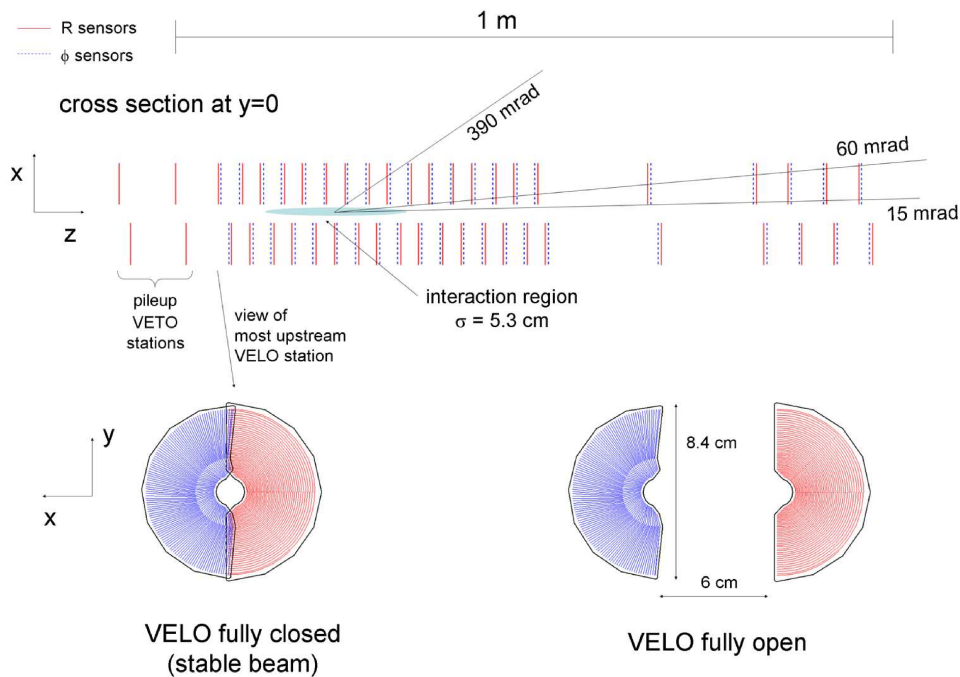 1 m
R sensors
ϕ sensors
cross section at y=0
390 mrad
60 mrad
15 mrad
x
z
pileup
VETO
stations
view of
most upstream
VELO station
interaction region
σ = 5.3 cm
y
x
8.4 cm
6 cm
VELO fully closed
(stable beam)
VELO fully open